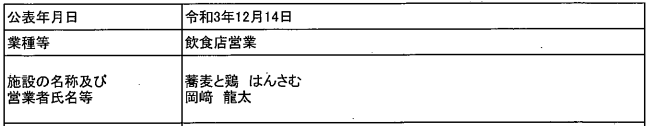 公表年月日 令和3年12月14日
業種等 飲食店営業
施設の名称及び 蕎麦と鶏 はんさむ
営業者氏名等 岡﨑 龍太